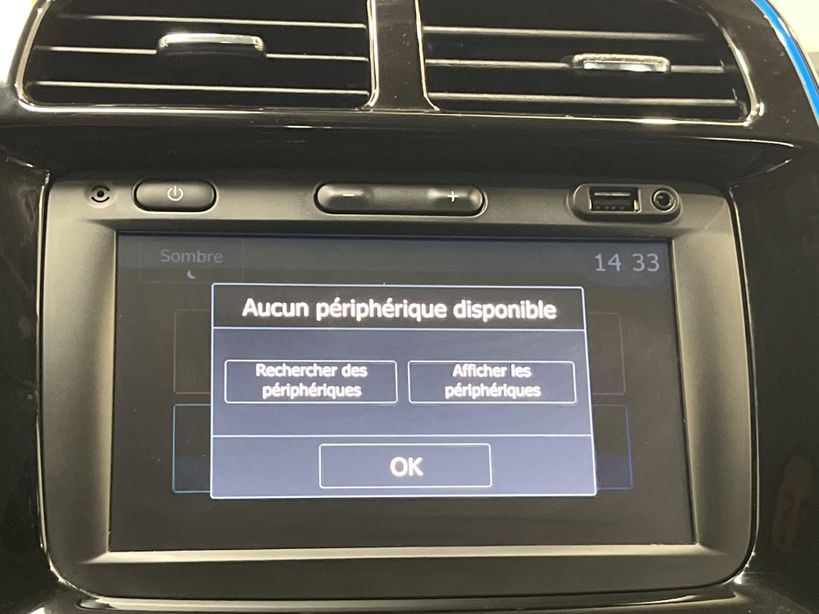 Sombre
14 33
Aucun périphérique disponible
Rechercher des
périphériques
Afficher les
périphériques
OK